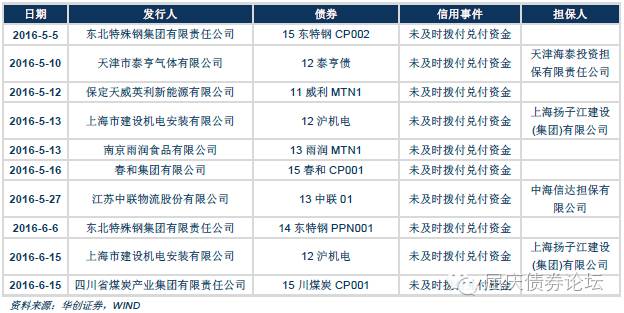 日期 发行人 债券 信用事件 担保人
2016-5-5 东北特殊钢集团有限责任公司 15 东特钢 CP002 未及时拨付兑付资金
2016-5-10 天津市泰亨气体有限公司 12 泰亨债 未及时拨付兑付资金 天津海泰投资担
保有限责任公司
2016-5-12 保定天威英利新能源有限公司 11 威利 MTN1 未及时拨付兑付资金
2016-5-13 上海市建设机电安装有限公司 12 沪机电 未及时拨付兑付资金 上海扬子江建设
(集团)有限公司
2016-5-13 南京雨润食品有限公司 13 雨润 MTN1 未及时拨付兑付资金
2016-5-16 春和集团有限公司 15 春和 CP001 未及时拨付兑付资金
2016-5-27 江苏中联物流股份有限公司 13 中联 01 未及时拨付兑付资金 中海信达担保有
限公司
2016-6-6 东北特殊钢集团有限责任公司 14 东特钢 PPN001 未及时拨付兑付资金
2016-6-15 上海市建设机电安装有限公司 12 沪机电 未及时拨付兑付资金 上海扬子江建设
(集团)有限公司
2016-6-15 四川省煤炭产业集团有限责任公司 15 川煤炭 CP001 未及时拨付兑付资金
屈庆债券论坛
资料来源：华创证券，WIND